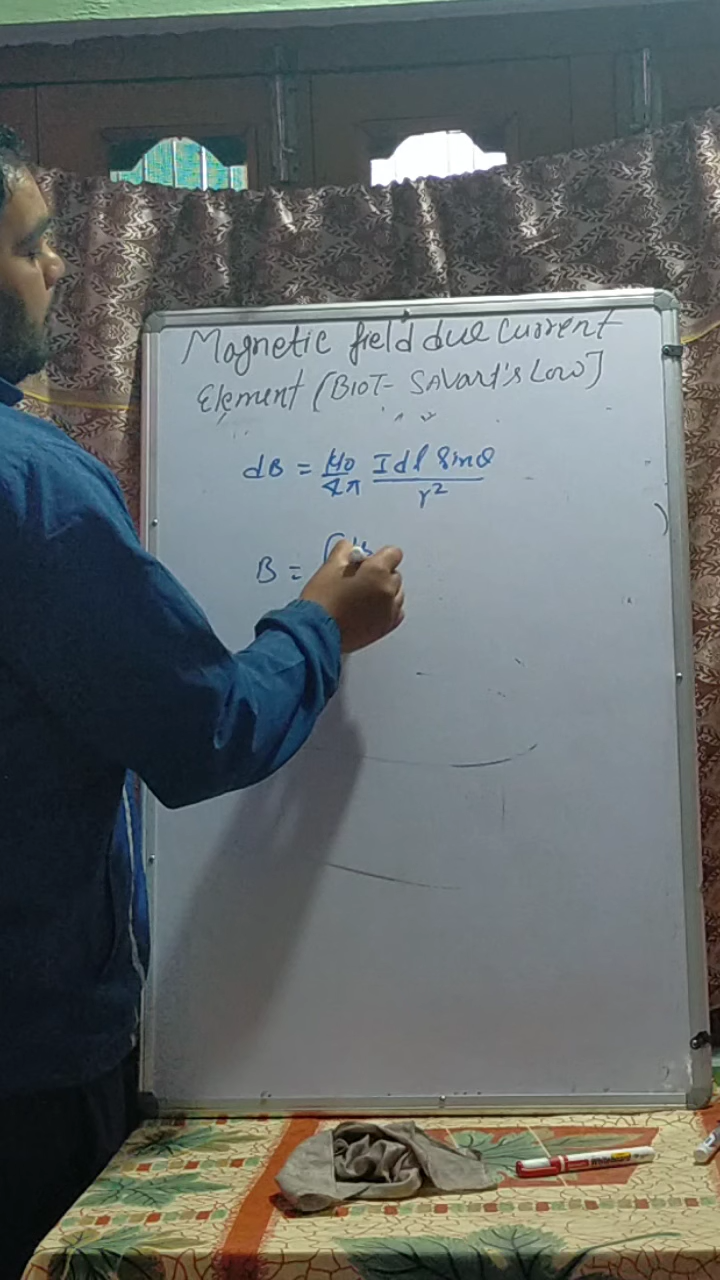 Magnetic field due Current
Element (BIOT- SAVart's Low]
dB = μ0/4π Idl Sinθ/r²
B = ∫